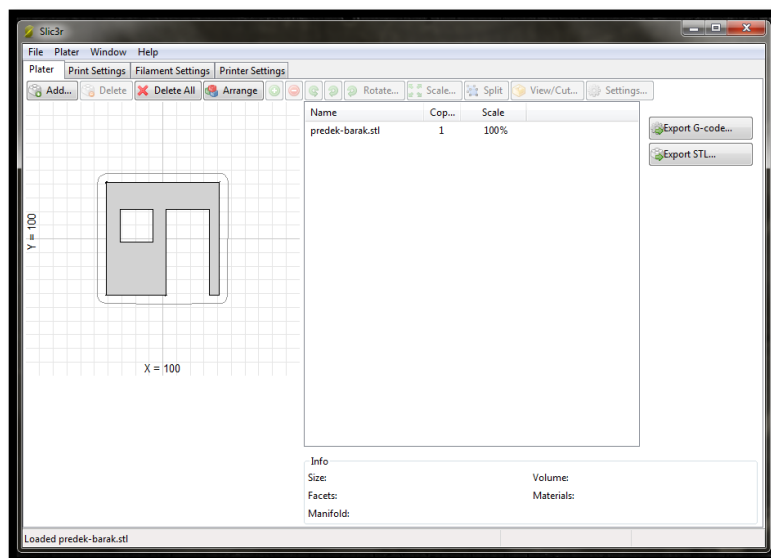 Slic3r
File Plater Window Help
Plater Print Settings Filament Settings Printer Settings
Add... Delete Delete All Arrange Rotate... Scale... Split View/Cut... Settings...
Name Cop... Scale
predek-barak.stl 1 100%
Export G-code...
Export STL...
Y = 100
X = 100
Info
Size: Volume:
Facets: Materials:
Manifold:
Loaded predek-barak.stl